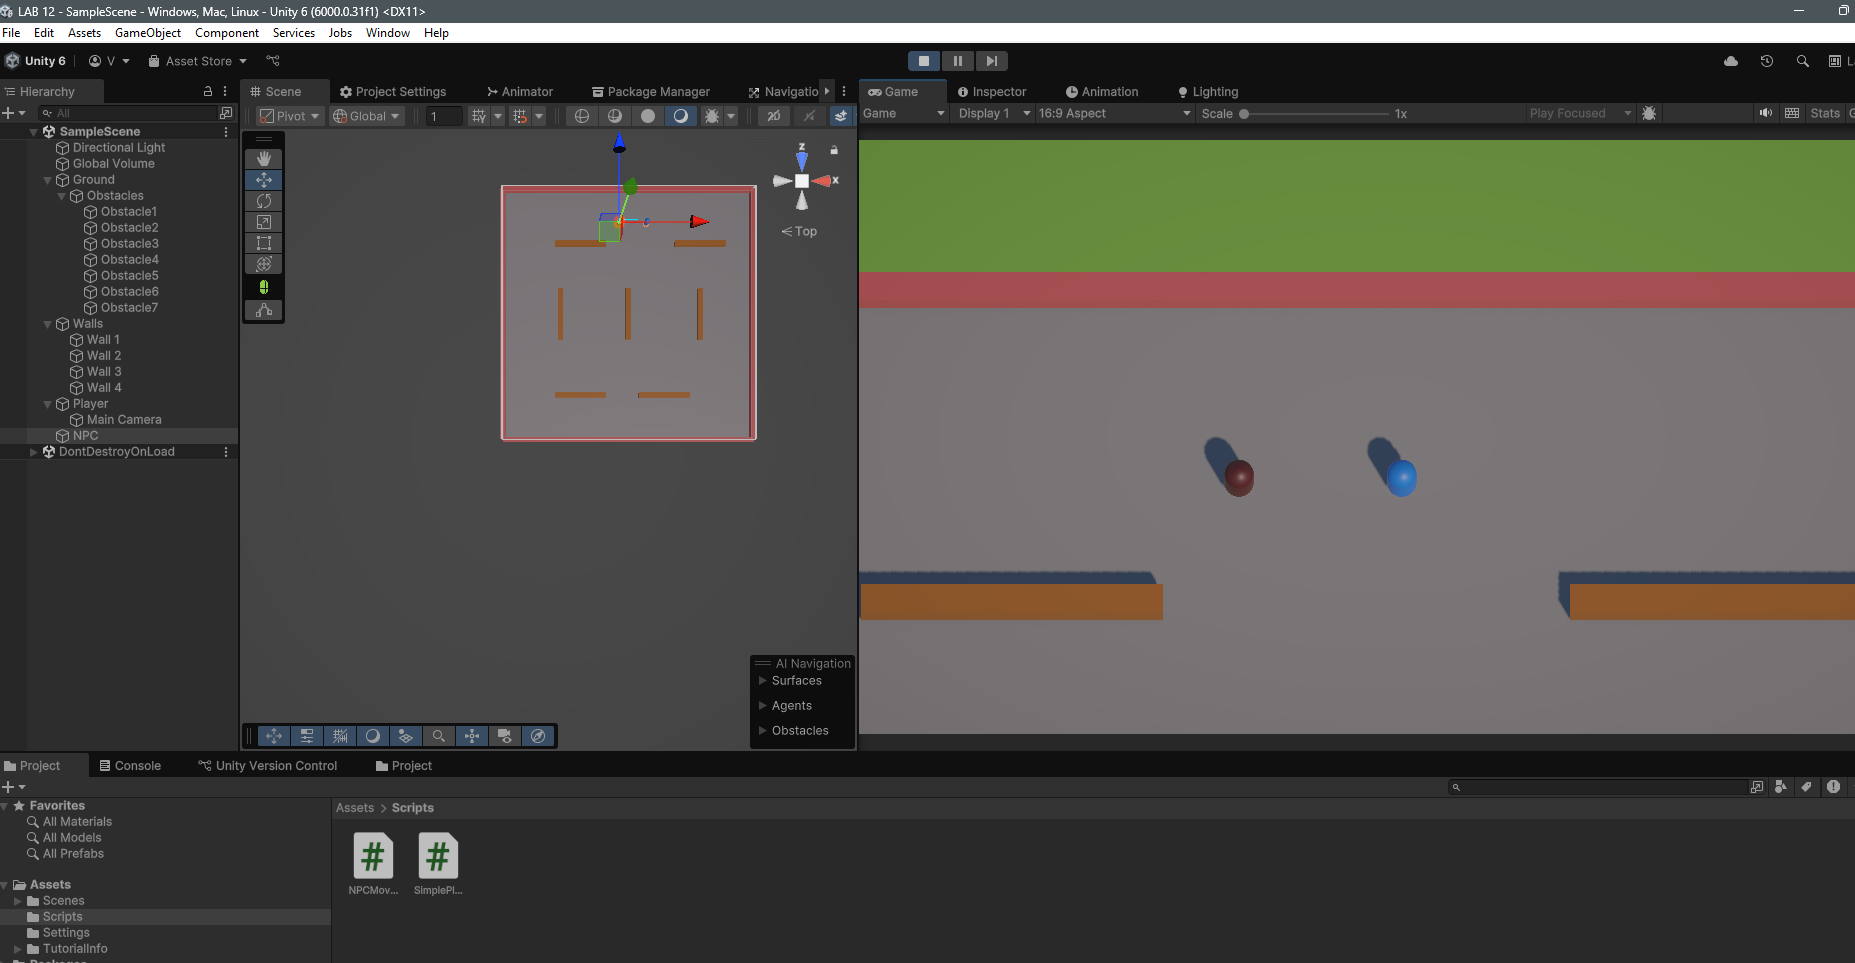 LAB 12 - SampleScene - Windows, Mac, Linux - Unity 6 (6000.0.31f1) <DX11>
File Edit Assets GameObject Component Services Jobs Window Help
Unity 6 V Asset Store
Hierarchy
All
SampleScene
Directional Light
Global Volume
Ground
Obstacles
Obstacle1
Obstacle2
Obstacle3
Obstacle4
Obstacle5
Obstacle6
Obstacle7
Walls
Wall 1
Wall 2
Wall 3
Wall 4
Player
Main Camera
NPC
DontDestroyOnLoad
Scene Project Settings Animator Package Manager Navigatio
Pivot Global 1 2D
z
x
Top
AI Navigation
Surfaces
Agents
Obstacles
Game Inspector Animation Lighting
Game Display 1 16:9 Aspect Scale 1x Play Focused Stats
Project Console Unity Version Control Project
Favorites
All Materials
All Models
All Prefabs
Assets
Scenes
Scripts
Settings
TutorialInfo
Assets > Scripts
NPCMov... SimplePl...